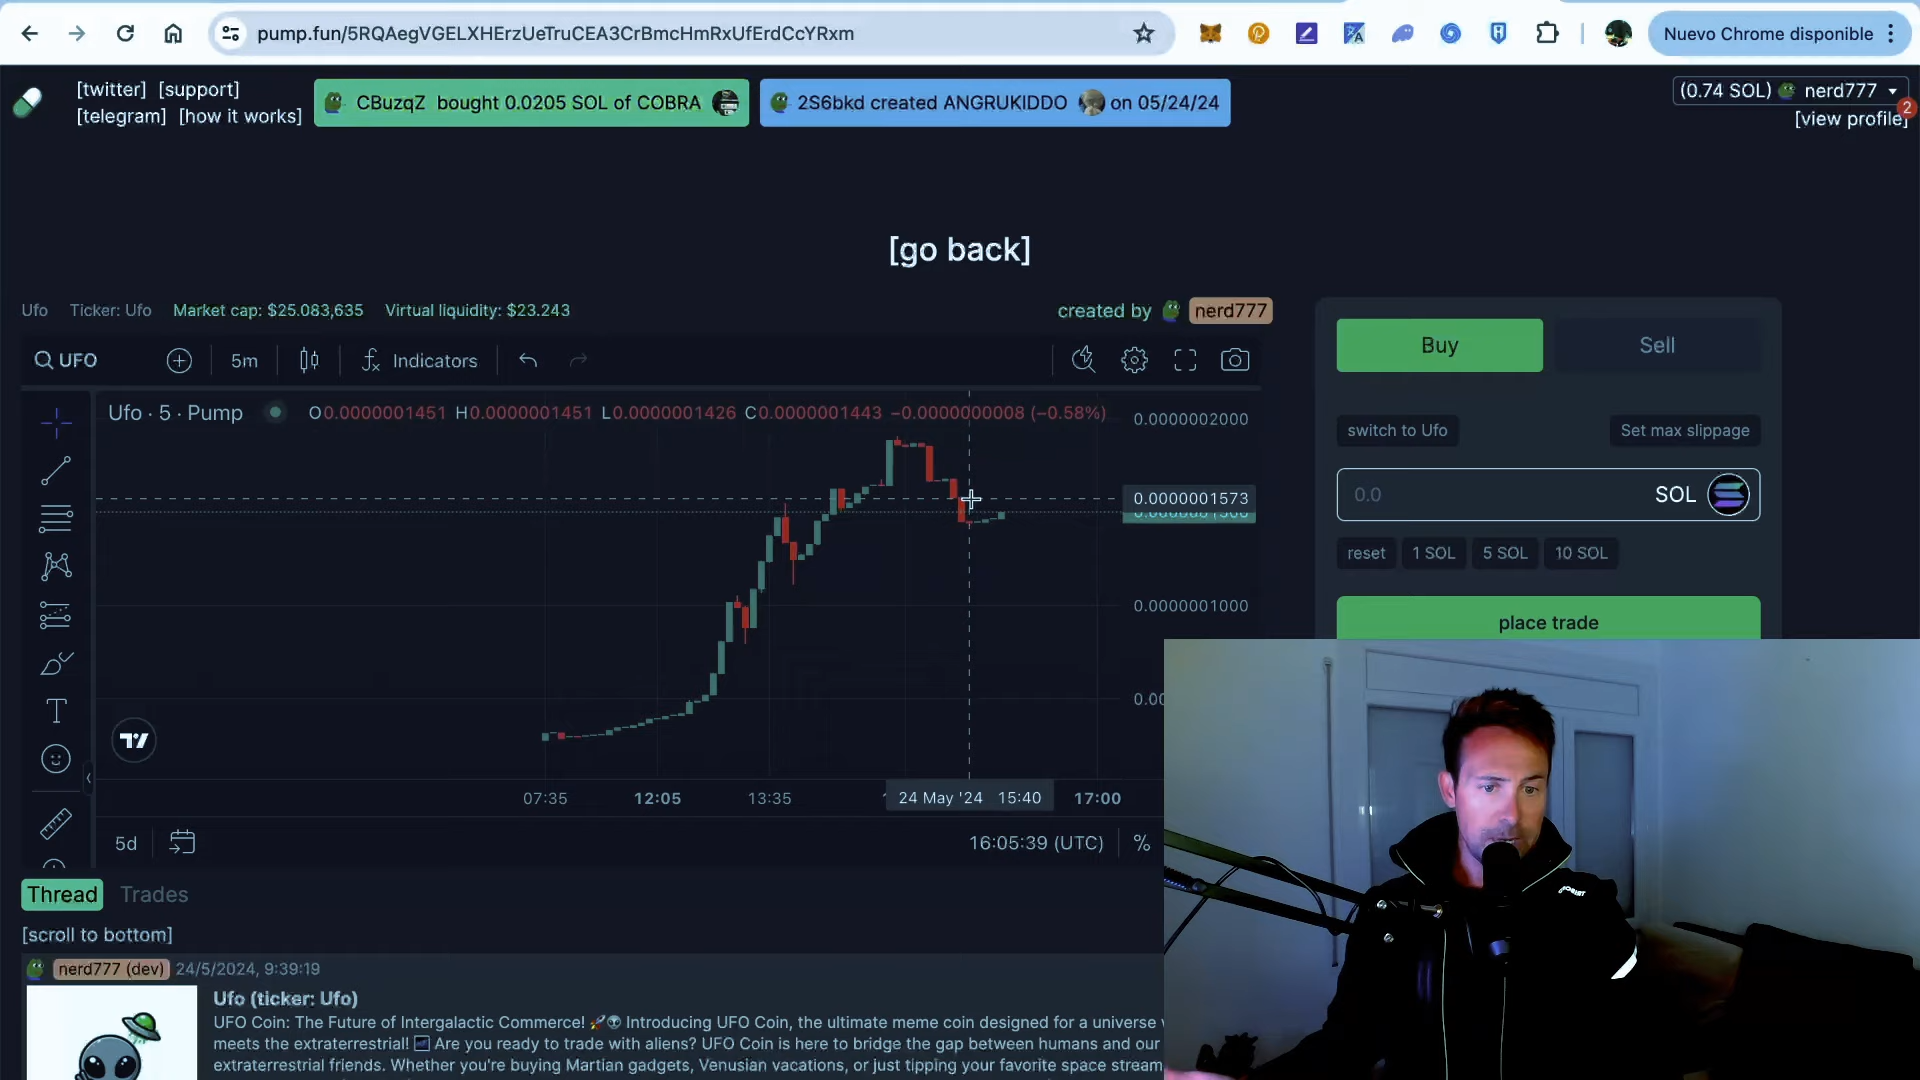 pump.fun/5RQAegVGELXHErzUeTruCEA3CrBmcHmRxUfErdCcYRxm
Nuevo Chrome disponible
[twitter] [support]
[telegram] [how it works]
CBuzqZ bought 0.0205 SOL of COBRA
2S6bkd created ANGRUKIDDO on 05/24/24
(0.74 SOL) nerd777
2
[view profile]
[go back]
Ufo Ticker: Ufo Market cap: $25.083,635 Virtual liquidity: $23.243
created by nerd777
Buy Sell
UFO 5m Indicators
Ufo · 5 · Pump O0.0000001451 H0.0000001451 L0.0000001426 C0.0000001443 −0.0000000008 (−0.58%)
0.0000002000
switch to Ufo Set max slippage
0.0000001573
0.0 SOL
reset 1 SOL 5 SOL 10 SOL
0.0000001000
place trade
07:35 12:05 13:35 24 May '24 15:40 17:00
5d 16:05:39 (UTC) %
Thread Trades
[scroll to bottom]
nerd777 (dev) 24/5/2024, 9:39:19
Ufo (ticker: Ufo)
UFO Coin: The Future of Intergalactic Commerce! 🚀👽 Introducing UFO Coin, the ultimate meme coin designed for a universe
meets the extraterrestrial! 🌌 Are you ready to trade with aliens? UFO Coin is here to bridge the gap between humans and our
extraterrestrial friends. Whether you're buying Martian gadgets, Venusian vacations, or just tipping your favorite space stream